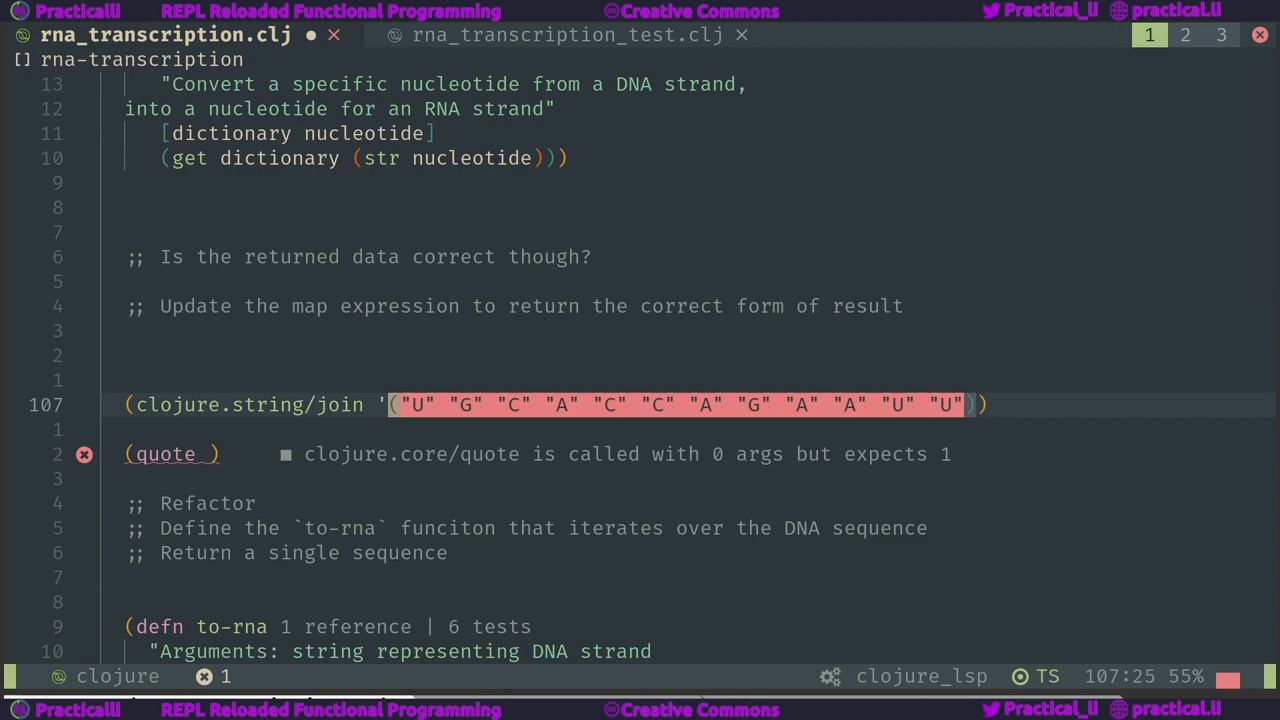 Practicalli REPL Reloaded Functional Programming Creative Commons Practical_li practical.li
rna_transcription.clj rna_transcription_test.clj 1 2 3
[] rna-transcription
13 "Convert a specific nucleotide from a DNA strand,
12 into a nucleotide for an RNA strand"
11 [dictionary nucleotide]
10 (get dictionary (str nucleotide)))
9
8
7
6 ;; Is the returned data correct though?
5
4 ;; Update the map expression to return the correct form of result
3
2
1
107 (clojure.string/join '("U" "G" "C" "A" "C" "C" "A" "G" "A" "A" "U" "U"))
1
2 (quote ) ■ clojure.core/quote is called with 0 args but expects 1
3
4 ;; Refactor
5 ;; Define the `to-rna` funciton that iterates over the DNA sequence
6 ;; Return a single sequence
7
8
9 (defn to-rna 1 reference | 6 tests
10 "Arguments: string representing DNA strand
clojure 1 clojure_lsp TS 107:25 55%
Practicalli REPL Reloaded Functional Programming Creative Commons Practical_li practical.li